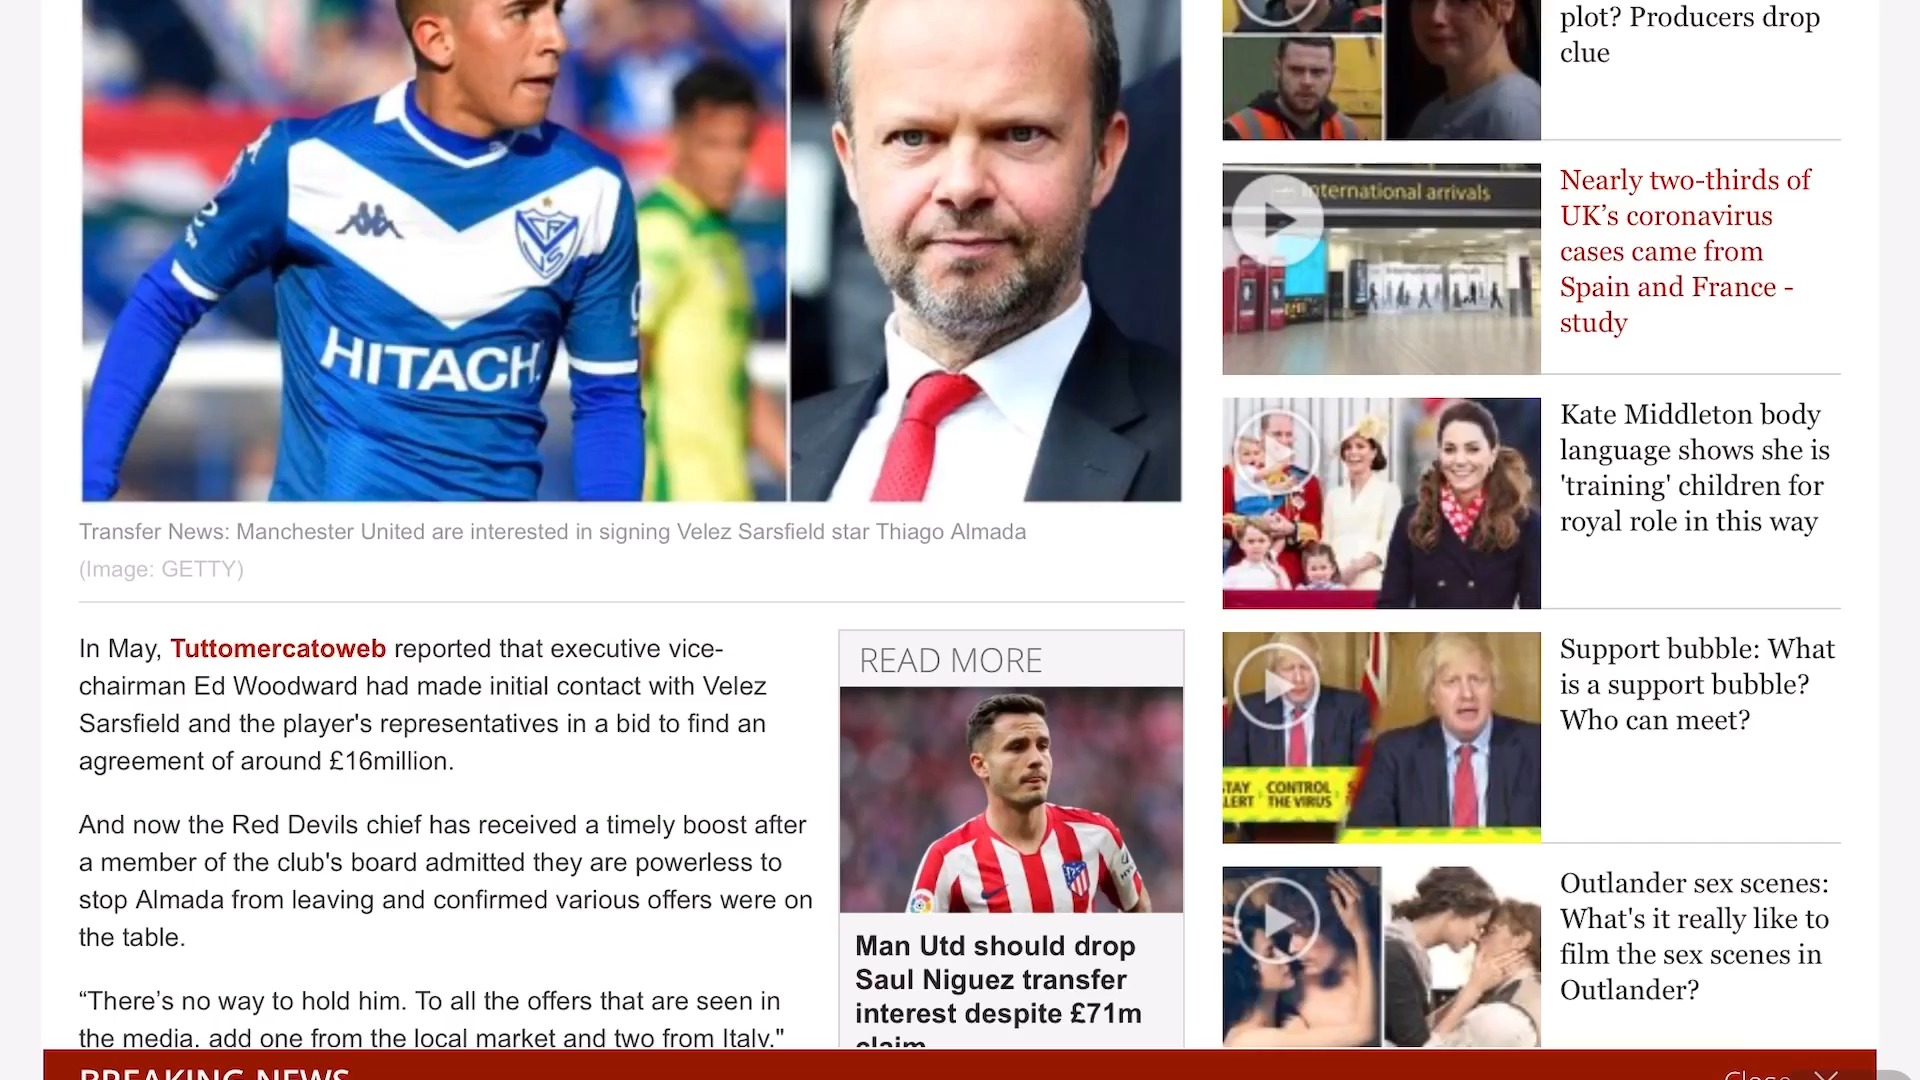 HITACH
Transfer News: Manchester United are interested in signing Velez Sarsfield star Thiago Almada
(Image: GETTY)
In May, Tuttomercatoweb reported that executive vice-
chairman Ed Woodward had made initial contact with Velez
Sarsfield and the player's representatives in a bid to find an
agreement of around £16million.
And now the Red Devils chief has received a timely boost after
a member of the club's board admitted they are powerless to
stop Almada from leaving and confirmed various offers were on
the table.
“There’s no way to hold him. To all the offers that are seen in
the media, add one from the local market and two from Italy."
READ MORE
Man Utd should drop
Saul Niguez transfer
interest despite £71m
claim
plot? Producers drop
clue
International arrivals
Nearly two-thirds of
UK’s coronavirus
cases came from
Spain and France -
study
Kate Middleton body
language shows she is
'training' children for
royal role in this way
STAY CONTROL
ALERT THE VIRUS
Support bubble: What
is a support bubble?
Who can meet?
Outlander sex scenes:
What's it really like to
film the sex scenes in
Outlander?
BREAKING NEWS
Close